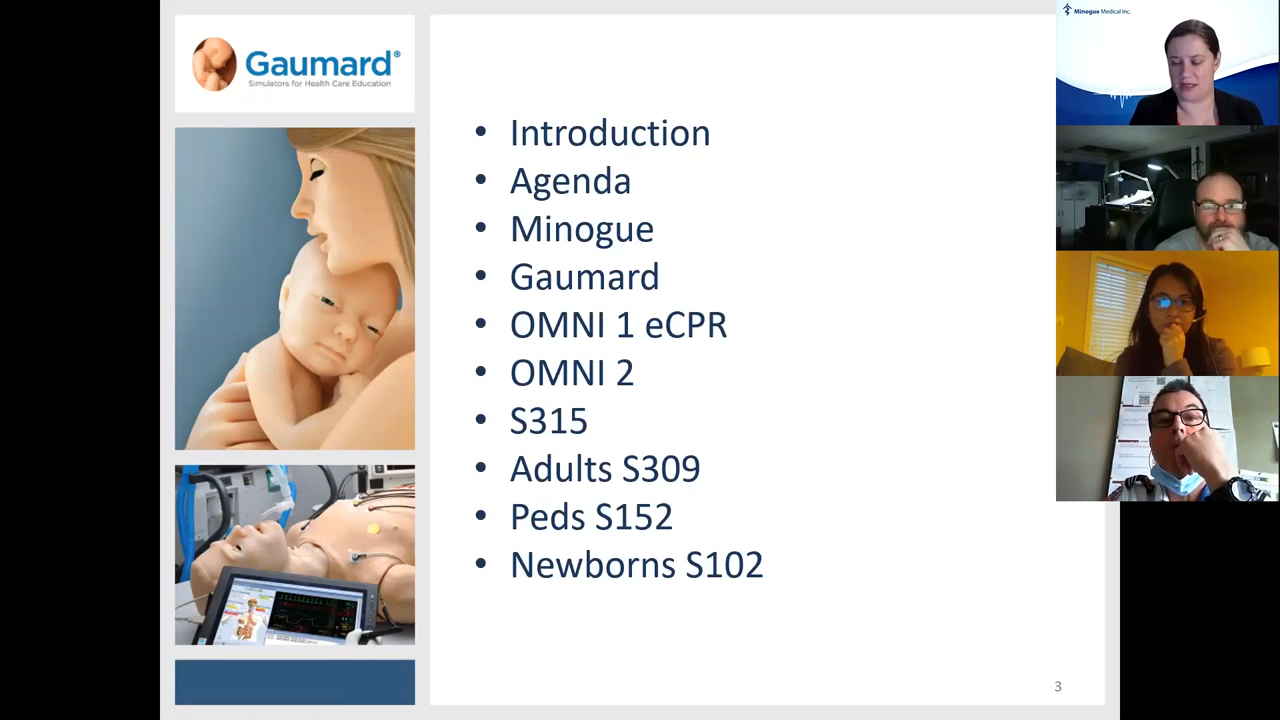 Gaumard®
Simulators for Health Care Education
• Introduction
• Agenda
• Minogue
• Gaumard
• OMNI 1 eCPR
• OMNI 2
• S315
• Adults S309
• Peds S152
• Newborns S102
3
Minogue Medical Inc.